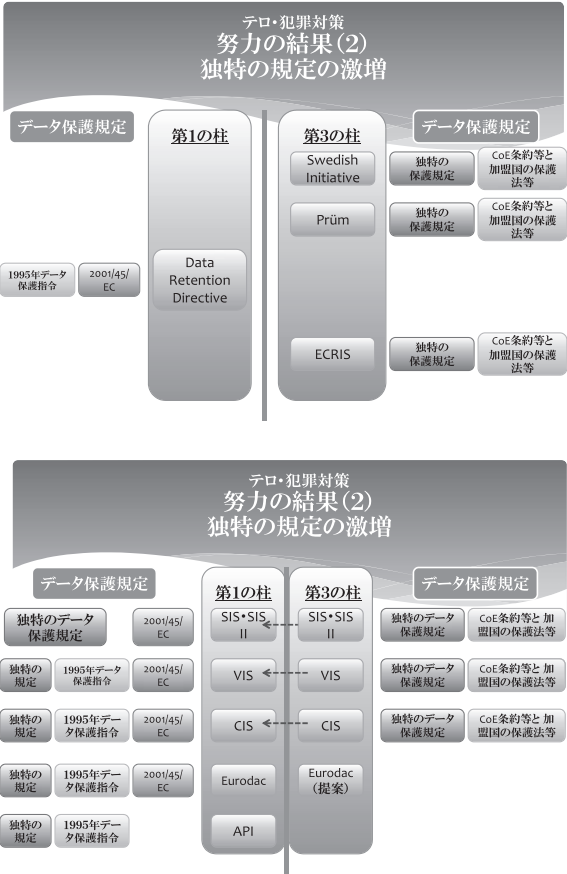 テロ・犯罪対策
努力の結果（2）
独特の規定の激増
データ保護規定
第1の柱
第3の柱
データ保護規定
Swedish
Initiative
独特の
保護規定
CoE条約等と
加盟国の保護
法等
Prüm
独特の
保護規定
CoE条約等と
加盟国の保護
法等
1995年データ
保護指令
2001/45/
EC
Data
Retention
Directive
ECRIS
独特の
保護規定
CoE条約等と
加盟国の保護
法等
テロ・犯罪対策
努力の結果（2）
独特の規定の激増
データ保護規定
第1の柱
第3の柱
データ保護規定
独特のデータ
保護規定
2001/45/
EC
SIS・SIS
II
SIS・SIS
II
独特のデータ
保護規定
CoE条約等と 加
盟国の保護法等
独特の
規定
1995年データ
保護指令
2001/45/
EC
VIS
VIS
独特のデータ
保護規定
CoE条約等と 加
盟国の保護法等
独特の
規定
1995年デー
タ保護指令
2001/45/
EC
CIS
CIS
独特のデータ
保護規定
CoE条約等と 加
盟国の保護法等
独特の
規定
1995年デー
タ保護指令
2001/45/
EC
Eurodac
Eurodac
（提案）
独特の
規定
1995年デー
タ保護指令
API